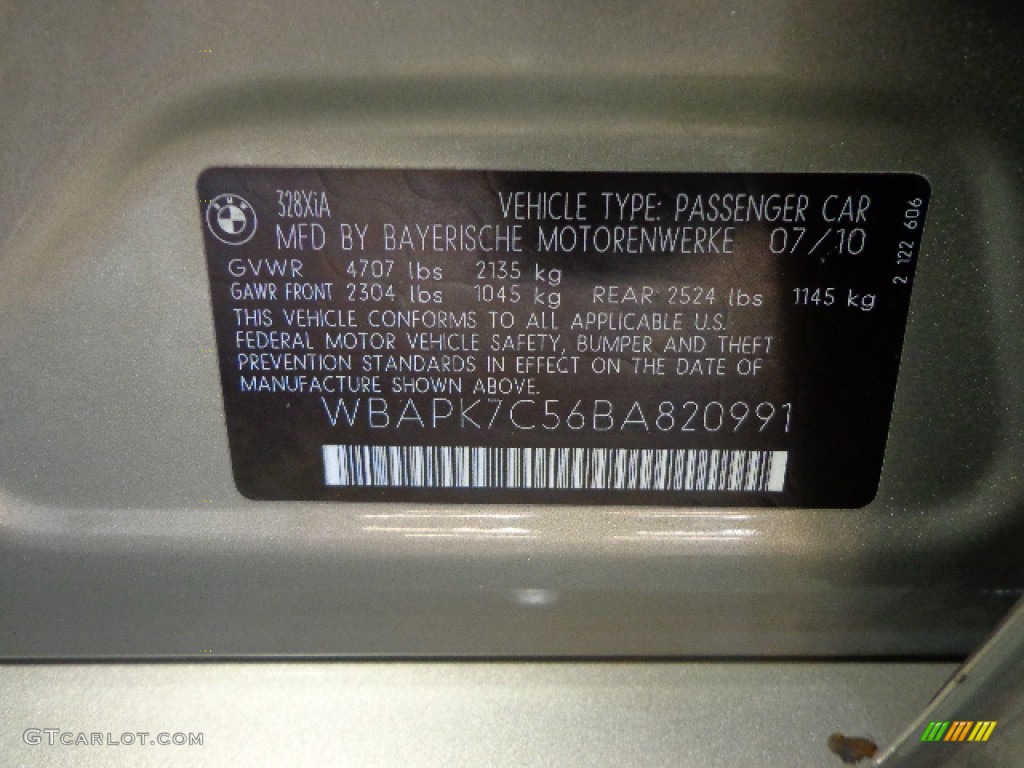 BMW
328XiA VEHICLE TYPE: PASSENGER CAR
MFD BY BAYERISCHE MOTORENWERKE 07/10
GVWR 4707 lbs 2135 kg
GAWR FRONT 2304 lbs 1045 kg REAR: 2524 lbs 1145 kg
THIS VEHICLE CONFORMS TO ALL APPLICABLE U.S.
FEDERAL MOTOR VEHICLE SAFETY, BUMPER AND THEFT
PREVENTION STANDARDS IN EFFECT ON THE DATE OF
MANUFACTURE SHOWN ABOVE.
WBAPK7C56BA820991
2 122 606
GTCARLOT.COM